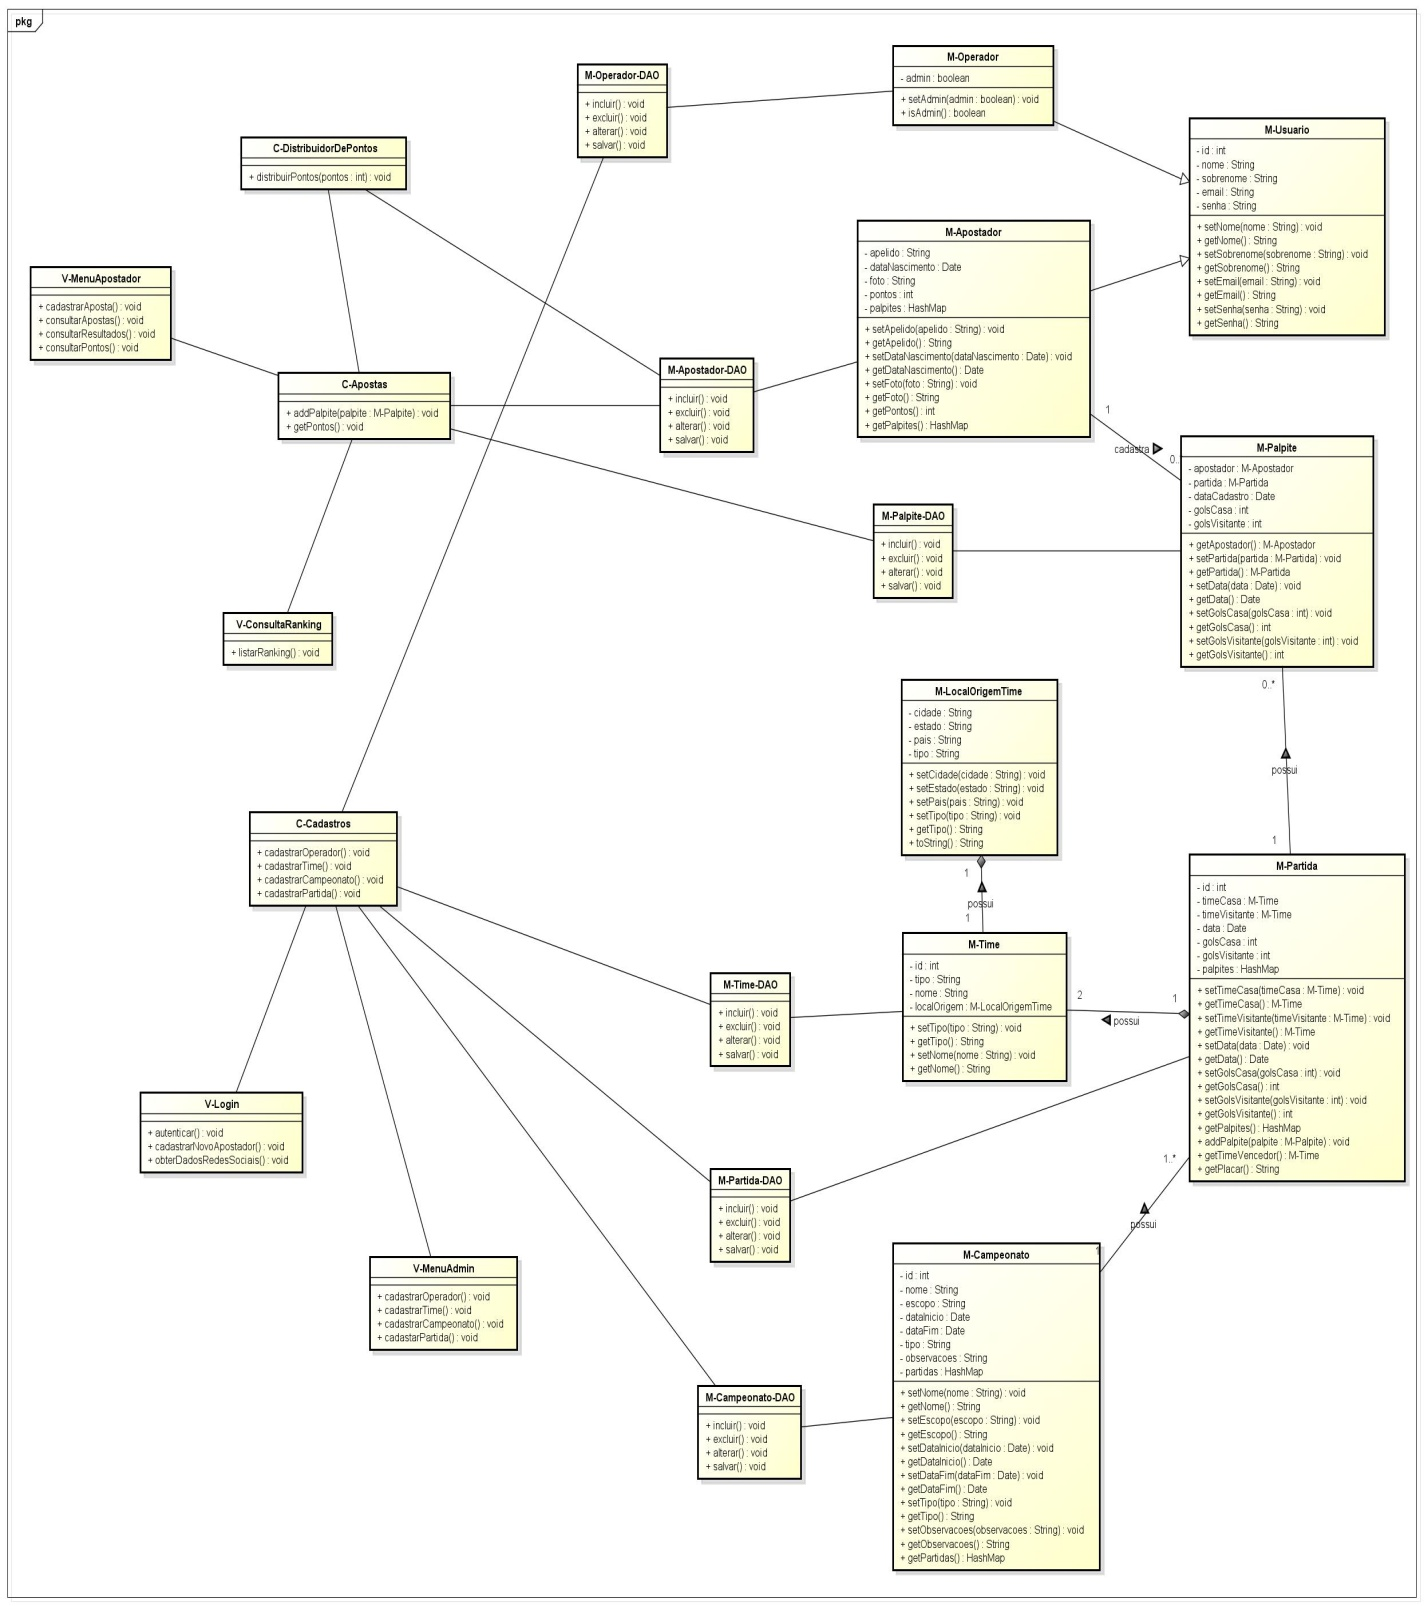 pkg
M-Operador
- admin : boolean
+ setAdmin(admin : boolean) : void
+ isAdmin() : boolean
M-Operador-DAO
+ incluir() : void
+ excluir() : void
+ alterar() : void
+ salvar() : void
M-Usuario
- id : int
- nome : String
- sobrenome : String
- email : String
- senha : String
+ setNome(nome : String) : void
+ getNome() : String
+ setSobrenome(sobrenome : String) : void
+ getSobrenome() : String
+ setEmail(email : String) : void
+ getEmail() : String
+ setSenha(senha : String) : void
+ getSenha() : String
C-DistribuidorDePontos
+ distribuirPontos(pontos : int) : void
M-Apostador
- apelido : String
- dataNascimento : Date
- foto : String
- pontos : int
- palpites : HashMap
+ setApelido(apelido : String) : void
+ getApelido() : String
+ setDataNascimento(dataNascimento : Date) : void
+ getDataNascimento() : Date
+ setFoto(foto : String) : void
+ getFoto() : String
+ getPontos() : int
+ getPalpites() : HashMap
V-MenuApostador
+ cadastrarAposta() : void
+ consultarApostas() : void
+ consultarResultados() : void
+ consultarPontos() : void
M-Apostador-DAO
+ incluir() : void
+ excluir() : void
+ alterar() : void
+ salvar() : void
C-Apostas
+ addPalpite(palpite : M-Palpite) : void
+ getPontos() : void
1
cadastra
0..
M-Palpite
- apostador : M-Apostador
- partida : M-Partida
- dataCadastro : Date
- golsCasa : int
- golsVisitante : int
+ getApostador() : M-Apostador
+ setPartida(partida : M-Partida) : void
+ getPartida() : M-Partida
+ setData(data : Date) : void
+ getData() : Date
+ setGolsCasa(golsCasa : int) : void
+ getGolsCasa() : int
+ setGolsVisitante(golsVisitante : int) : void
+ getGolsVisitante() : int
M-Palpite-DAO
+ incluir() : void
+ excluir() : void
+ alterar() : void
+ salvar() : void
V-ConsultaRanking
+ listarRanking() : void
0..*
possui
1
M-LocalOrigemTime
- cidade : String
- estado : String
- pais : String
- tipo : String
+ setCidade(cidade : String) : void
+ setEstado(estado : String) : void
+ setPais(pais : String) : void
+ setTipo(tipo : String) : void
+ getTipo() : String
+ toString() : String
1
possui
1
C-Cadastros
+ cadastrarOperador() : void
+ cadastrarTime() : void
+ cadastrarCampeonato() : void
+ cadastrarPartida() : void
M-Partida
- id : int
- timeCasa : M-Time
- timeVisitante : M-Time
- data : Date
- golsCasa : int
- golsVisitante : int
- palpites : HashMap
+ setTimeCasa(timeCasa : M-Time) : void
+ getTimeCasa() : M-Time
+ setTimeVisitante(timeVisitante : M-Time) : void
+ getTimeVisitante() : M-Time
+ setData(data : Date) : void
+ getData() : Date
+ setGolsCasa(golsCasa : int) : void
+ getGolsCasa() : int
+ setGolsVisitante(golsVisitante : int) : void
+ getGolsVisitante() : int
+ getPalpites() : HashMap
+ addPalpite(palpite : M-Palpite) : void
+ getTimeVencedor() : M-Time
+ getPlacar() : String
M-Time
- id : int
- tipo : String
- nome : String
- localOrigem : M-LocalOrigemTime
+ setTipo(tipo : String) : void
+ getTipo() : String
+ setNome(nome : String) : void
+ getNome() : String
2
1
possui
M-Time-DAO
+ incluir() : void
+ excluir() : void
+ alterar() : void
+ salvar() : void
V-Login
+ autenticar() : void
+ cadastrarNovoApostador() : void
+ obterDadosRedesSociais() : void
M-Partida-DAO
+ incluir() : void
+ excluir() : void
+ alterar() : void
+ salvar() : void
1..*
possui
1
V-MenuAdmin
+ cadastrarOperador() : void
+ cadastrarTime() : void
+ cadastrarCampeonato() : void
+ cadastarPartida() : void
M-Campeonato
- id : int
- nome : String
- escopo : String
- dataInicio : Date
- dataFim : Date
- tipo : String
- observacoes : String
- partidas : HashMap
+ setNome(nome : String) : void
+ getNome() : String
+ setEscopo(escopo : String) : void
+ getEscopo() : String
+ setDataInicio(dataInicio : Date) : void
+ getDataInicio() : Date
+ setDataFim(dataFim : Date) : void
+ getDataFim() : Date
+ setTipo(tipo : String) : void
+ getTipo() : String
+ setObservacoes(observacoes : String) : void
+ getObservacoes() : String
+ getPartidas() : HashMap
M-Campeonato-DAO
+ incluir() : void
+ excluir() : void
+ alterar() : void
+ salvar() : void